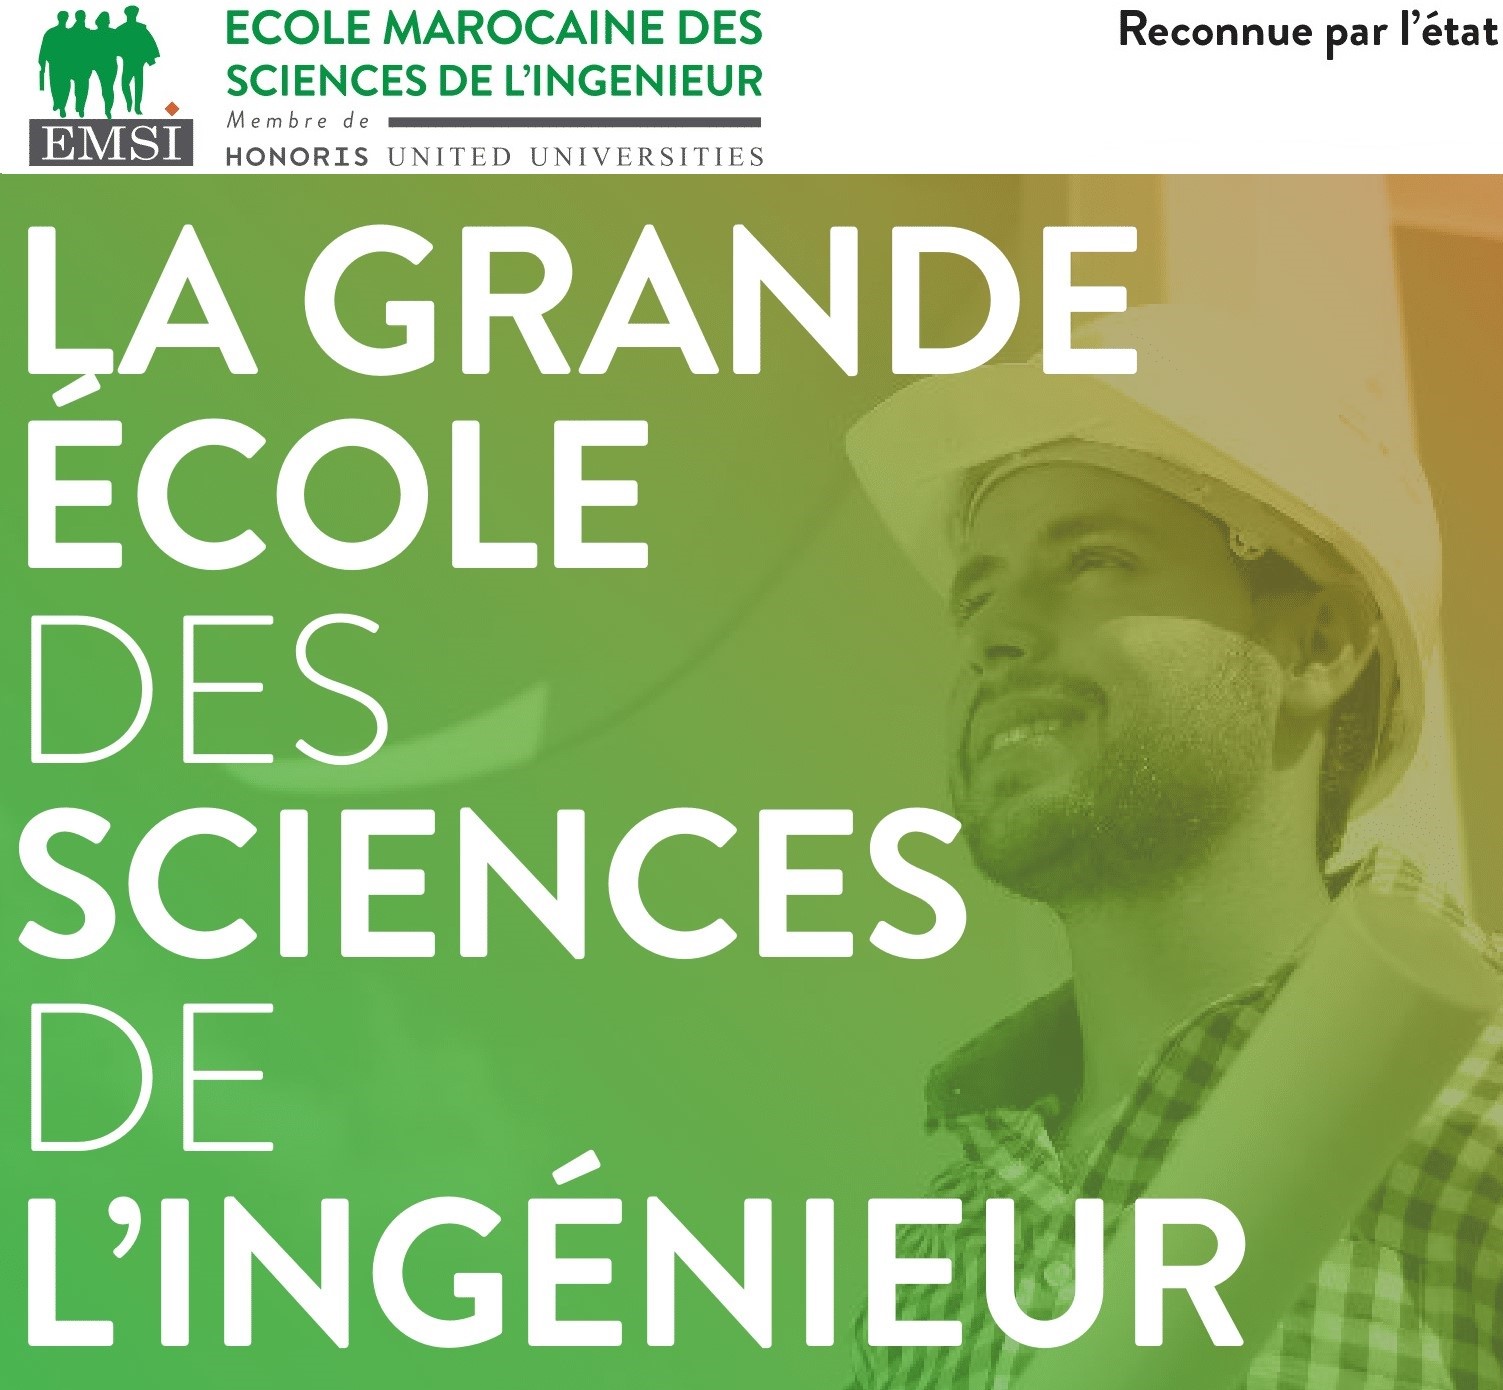 ECOLE MAROCAINE DES
SCIENCES DE L'INGENIEUR
Membre de
HONORIS UNITED UNIVERSITIES
EMSI
Reconnue par l'état
LA GRANDE
ÉCOLE
DES
SCIENCES
DE
L'INGÉNIEUR